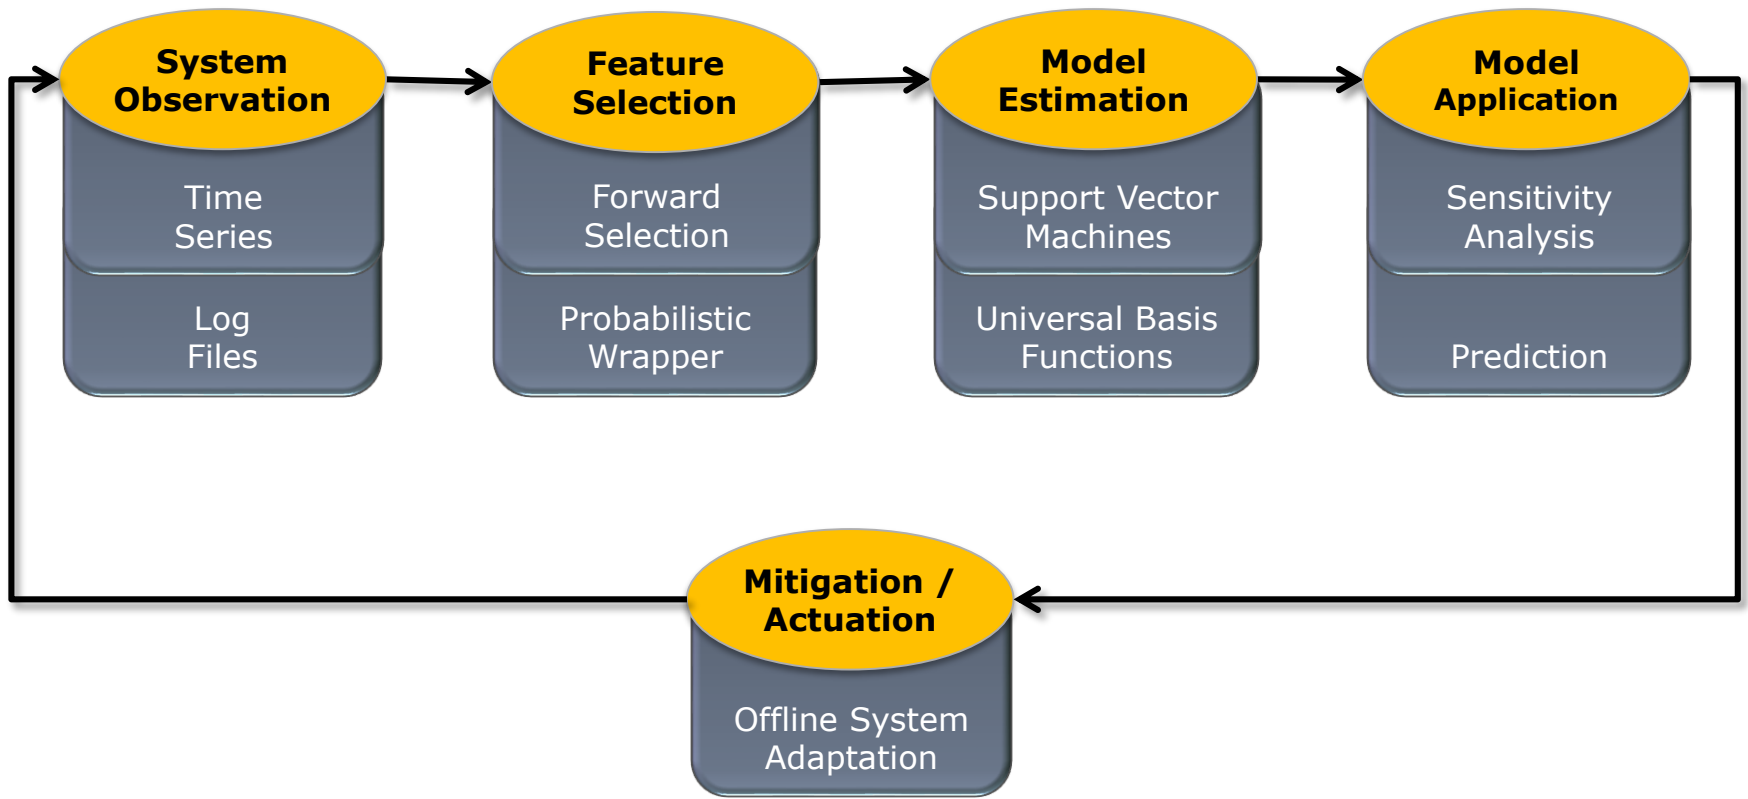 System
Observation
Time
Series
Log
Files
Feature
Selection
Forward
Selection
Probabilistic
Wrapper
Model
Estimation
Support Vector
Machines
Universal Basis
Functions
Model
Application
Sensitivity
Analysis
Prediction
Mitigation /
Actuation
Offline System
Adaptation